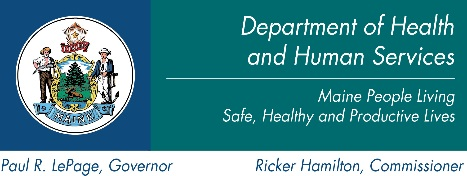 Department of Health
and Human Services
Maine People Living
Safe, Healthy and Productive Lives
Paul R. LePage, Governor
Ricker Hamilton, Commissioner